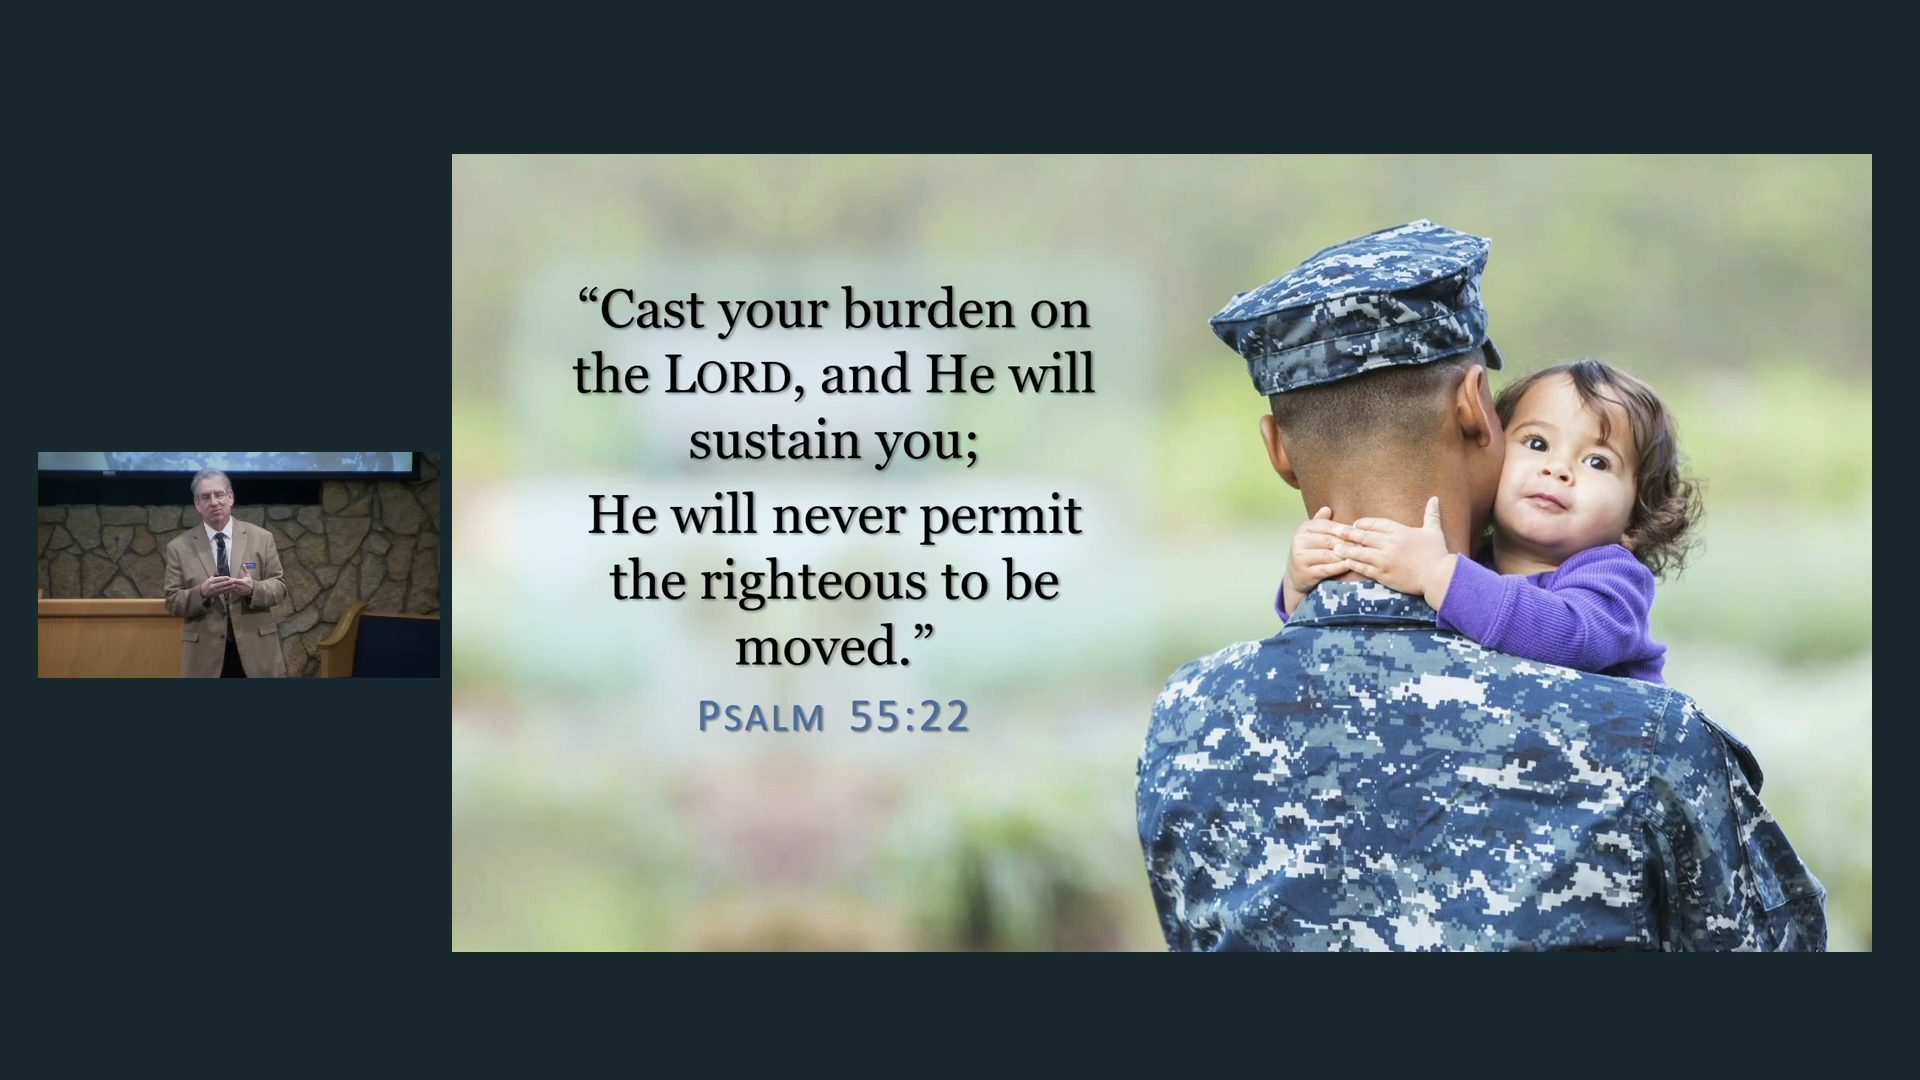 “Cast your burden on
the LORD, and He will
sustain you;
He will never permit
the righteous to be
moved.”
PSALM 55:22